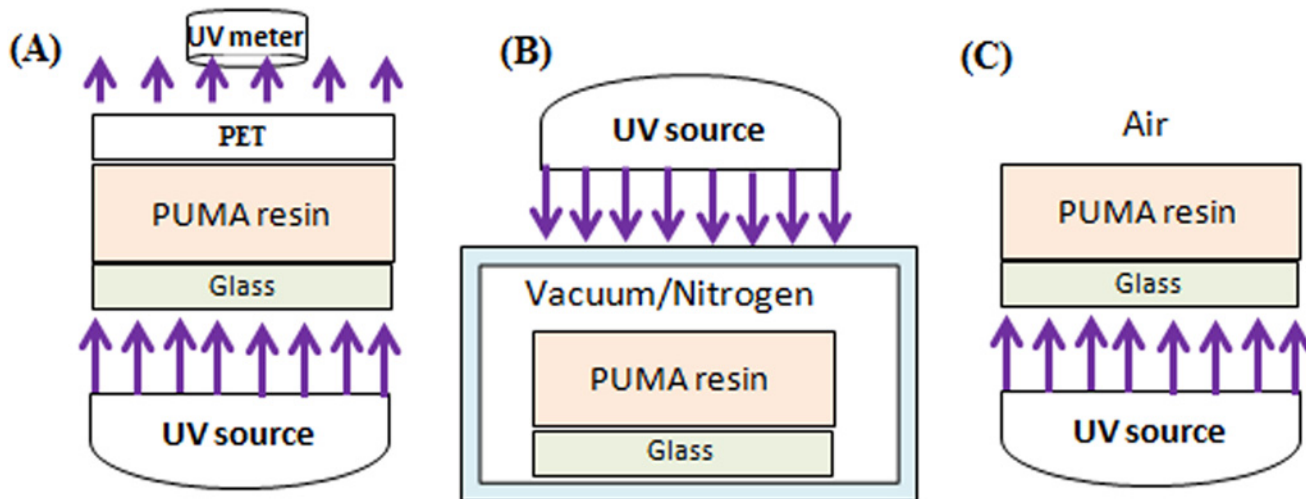 (A)
UV meter
PET
PUMA resin
Glass
UV source
(B)
UV source
Vacuum/Nitrogen
PUMA resin
Glass
(C)
Air
PUMA resin
Glass
UV source